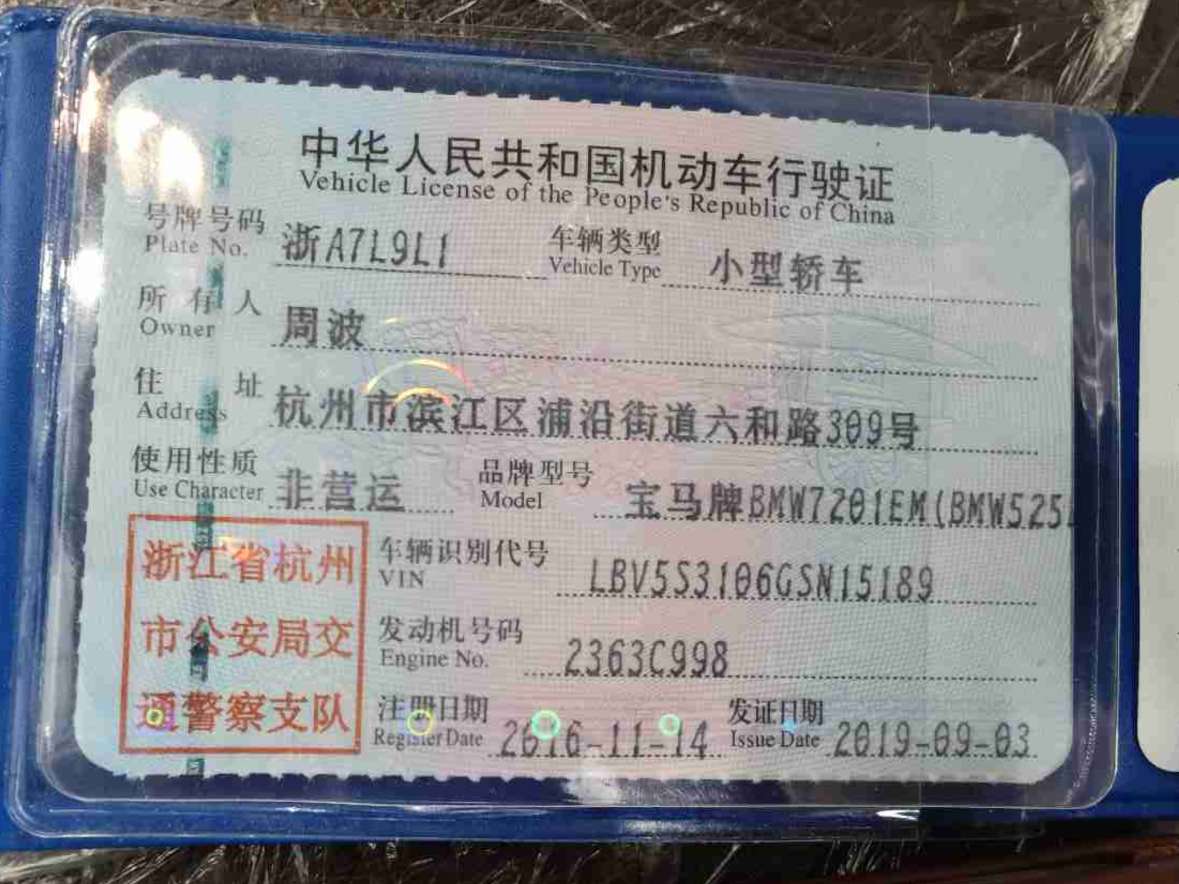 中华人民共和国机动车行驶证
Vehicle License of the People's Republic of China
号牌号码 浙A7L9L1 车辆类型 小型轿车
Plate No. Vehicle Type
所有人 周波
Owner
住址 杭州市滨江区浦沿街道六和路309号
Address
使用性质 非营运 品牌型号 宝马牌BMW7201EM(BMW525
Use Character Model
浙江省杭州
市公安局交
通警察支队
车辆识别代号 LBV5S3106GSN15189
VIN
发动机号码 2363C998
Engine No.
注册日期 2016-11-14 发证日期 2019-09-03
Register Date Issue Date